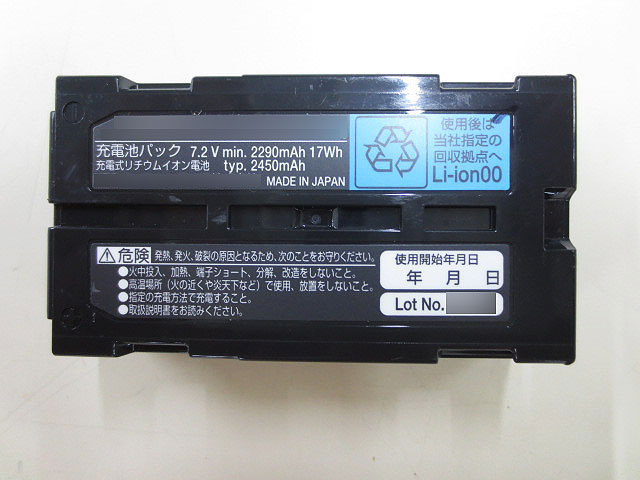 充電池パック 7.2 V min. 2290mAh 17Wh
充電式リチウムイオン電池 typ. 2450mAh
MADE IN JAPAN
使用後は
当社指定の
回収拠点へ
Li-ion00
⚠危険 発熱、発火、破裂の原因となるため、次のことをお守りください。
●火中投入、加熱、端子ショート、分解、改造をしないこと。
●高温場所（火の近くや炎天下など）で使用、放置をしないこと。
●指定の充電方法で充電すること。
●取扱説明書をお読みください。
使用開始年月日
年 月 日
Lot No.